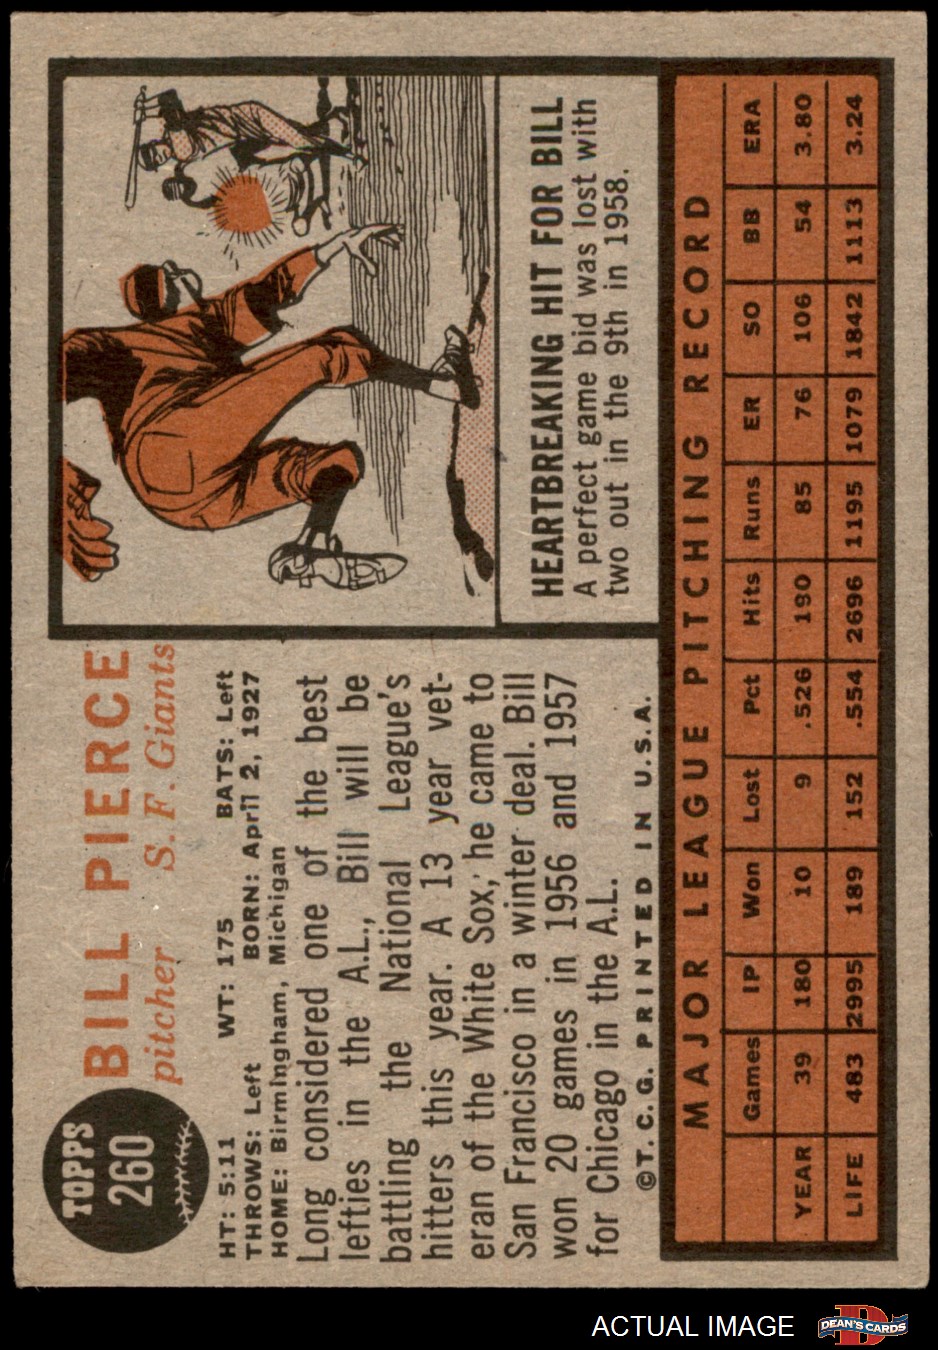 TOPPS
260
BILL PIERCE
pitcher S. F. Giants
HT: 5:11 WT: 175 BATS: Left
THROWS: Left BORN: April 2, 1927
HOME: Birmingham, Michigan
Long considered one of the best
lefties in the A.L., Bill will be
battling the National League's
hitters this year. A 13 year vet-
eran of the White Sox, he came to
San Francisco in a winter deal. Bill
won 20 games in 1956 and 1957
for Chicago in the A.L.
©T. C. G. PRINTED IN U.S.A.
HEARTBREAKING HIT FOR BILL
A perfect game bid was lost with
two out in the 9th in 1958.
MAJOR LEAGUE PITCHING RECORD
Games IP Won Lost Pct Hits Runs ER SO BB ERA
YEAR 39 180 10 9 .526 190 85 76 106 54 3.80
LIFE 483 2995 189 152 .554 2696 1195 1079 1842 1113 3.24
ACTUAL IMAGE
D
DEAN'S CARDS